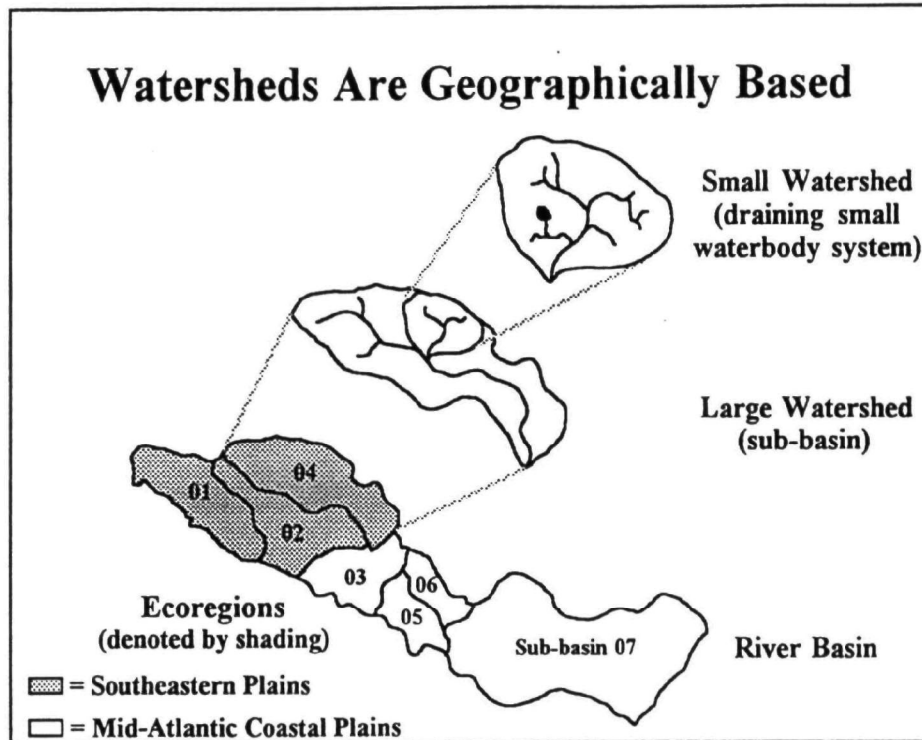 Watersheds Are Geographically Based
Small Watershed
(draining small
waterbody system)
Large Watershed
(sub-basin)
04
01
02
03
06
05
Ecoregions
(denoted by shading)
Sub-basin 07
River Basin
= Southeastern Plains
= Mid-Atlantic Coastal Plains